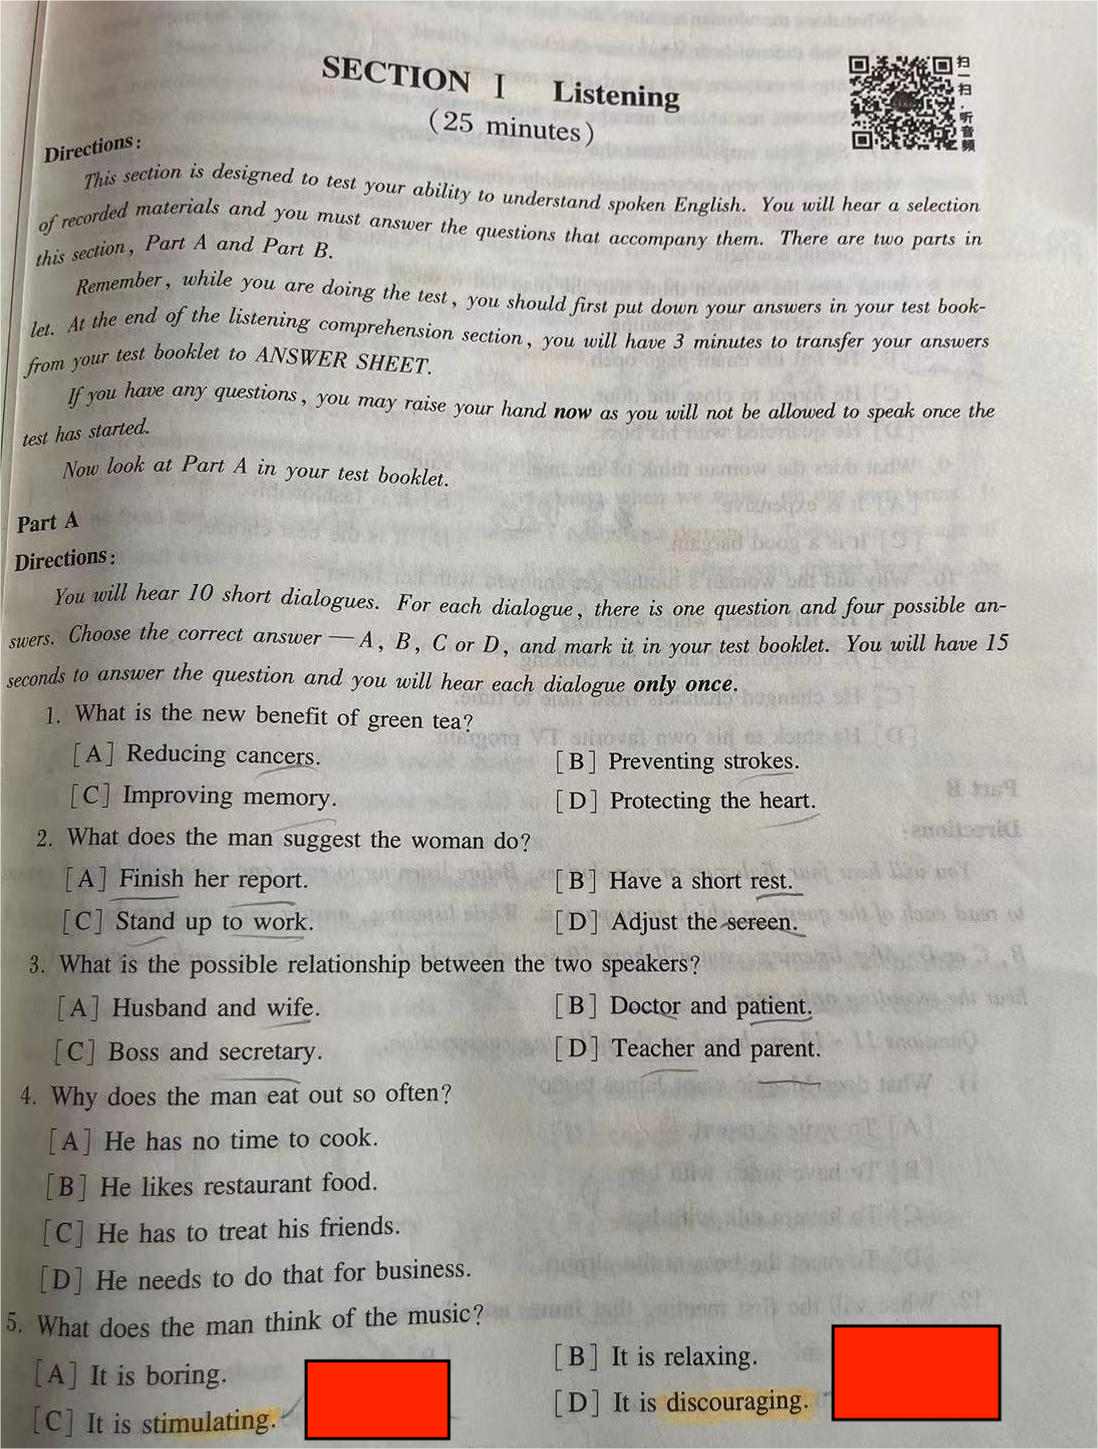 SECTION Ⅰ Listening
(25 minutes)
扫一扫,听音频
Directions:
This section is designed to test your ability to understand spoken English. You will hear a selection
of recorded materials and you must answer the questions that accompany them. There are two parts in
this section, Part A and Part B.
Remember, while you are doing the test, you should first put down your answers in your test book-
let. At the end of the listening comprehension section, you will have 3 minutes to transfer your answers
from your test booklet to ANSWER SHEET.
If you have any questions, you may raise your hand now as you will not be allowed to speak once the
test has started.
Now look at Part A in your test booklet.
Part A
Directions:
You will hear 10 short dialogues. For each dialogue, there is one question and four possible an-
swers. Choose the correct answer — A, B, C or D, and mark it in your test booklet. You will have 15
seconds to answer the question and you will hear each dialogue only once.
1. What is the new benefit of green tea?
[A] Reducing cancers. [B] Preventing strokes.
[C] Improving memory. [D] Protecting the heart.
2. What does the man suggest the woman do?
[A] Finish her report. [B] Have a short rest.
[C] Stand up to work. [D] Adjust the screen.
3. What is the possible relationship between the two speakers?
[A] Husband and wife. [B] Doctor and patient.
[C] Boss and secretary. [D] Teacher and parent.
4. Why does the man eat out so often?
[A] He has no time to cook.
[B] He likes restaurant food.
[C] He has to treat his friends.
[D] He needs to do that for business.
5. What does the man think of the music?
[A] It is boring. [B] It is relaxing.
[C] It is stimulating. [D] It is discouraging.